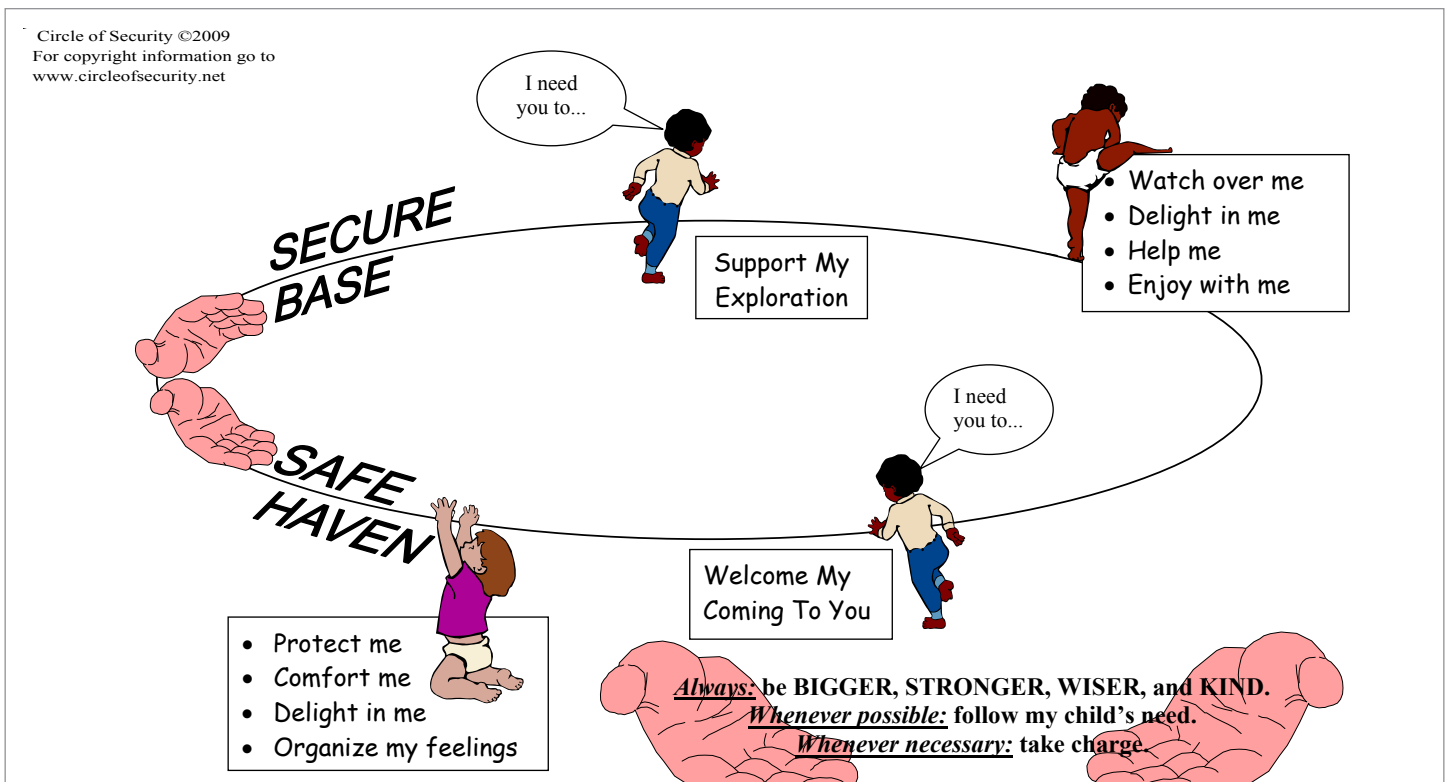 Circle of Security ©2009
For copyright information go to
www.circleofsecurity.net
I need
you to...
SECURE
BASE
Support My
Exploration
• Watch over me
• Delight in me
• Help me
• Enjoy with me
I need
you to...
SAFE
HAVEN
Welcome My
Coming To You
• Protect me
• Comfort me
• Delight in me
• Organize my feelings
Always: be BIGGER, STRONGER, WISER, and KIND.
Whenever possible: follow my child’s need.
Whenever necessary: take charge.